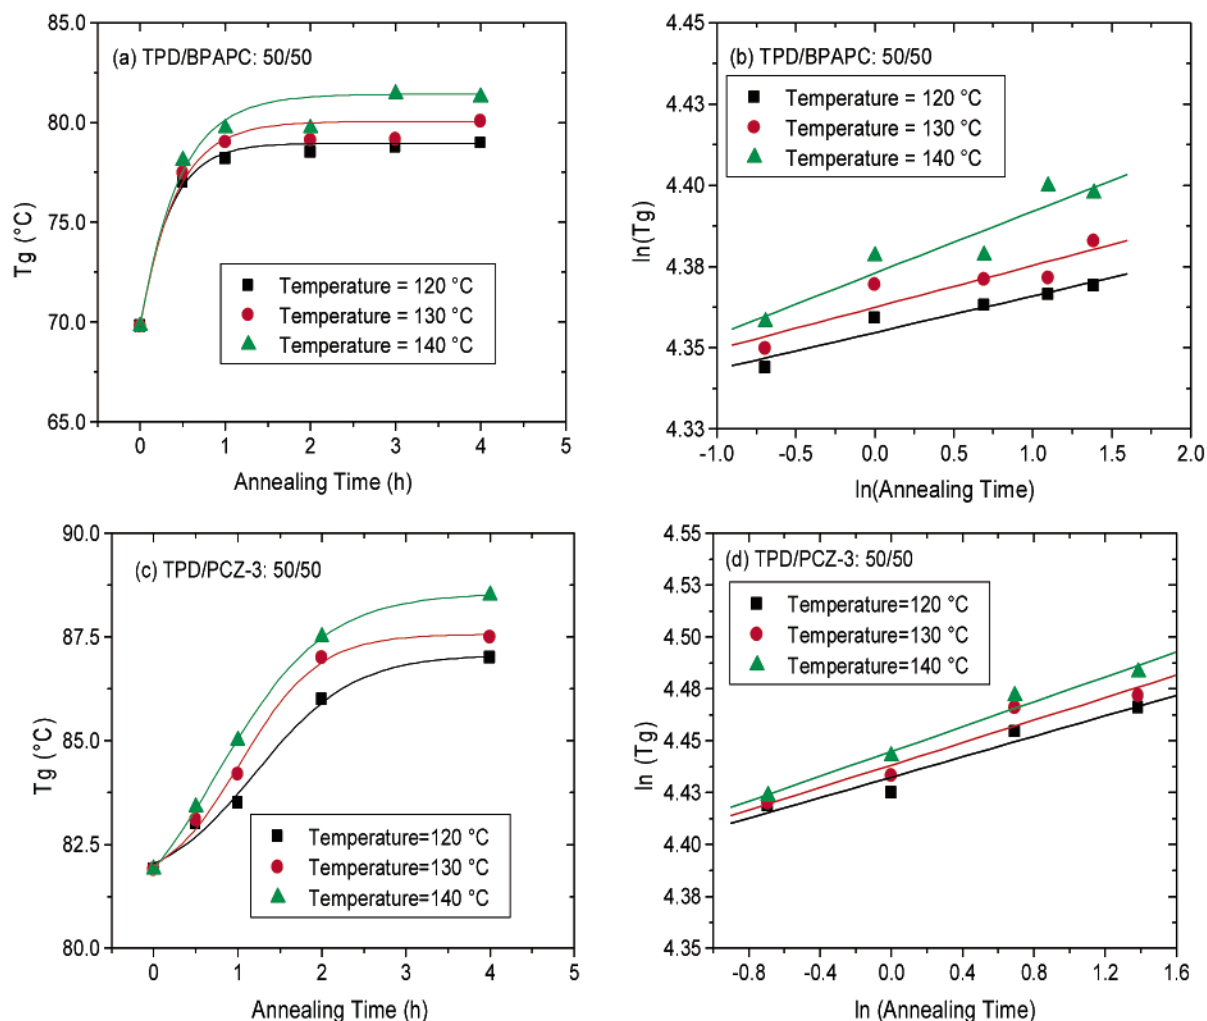 85.0
80.0
75.0
70.0
65.0
Tg (°C)
(a) TPD/BPAPC: 50/50
Temperature = 120 °C
Temperature = 130 °C
Temperature = 140 °C
0 1 2 3 4 5
Annealing Time (h)
4.45
4.43
4.40
4.38
4.35
4.33
ln(Tg)
(b) TPD/BPAPC: 50/50
Temperature = 120 °C
Temperature = 130 °C
Temperature = 140 °C
-1.0 -0.5 0.0 0.5 1.0 1.5 2.0
ln(Annealing Time)
90.0
87.5
85.0
82.5
80.0
Tg (°C)
(c) TPD/PCZ-3: 50/50
Temperature=120 °C
Temperature=130 °C
Temperature=140 °C
0 1 2 3 4 5
Annealing Time (h)
4.55
4.53
4.50
4.48
4.45
4.43
4.40
4.38
4.35
ln (Tg)
(d) TPD/PCZ-3: 50/50
Temperature=120 °C
Temperature=130 °C
Temperature=140 °C
-0.8 -0.4 0.0 0.4 0.8 1.2 1.6
ln (Annealing Time)